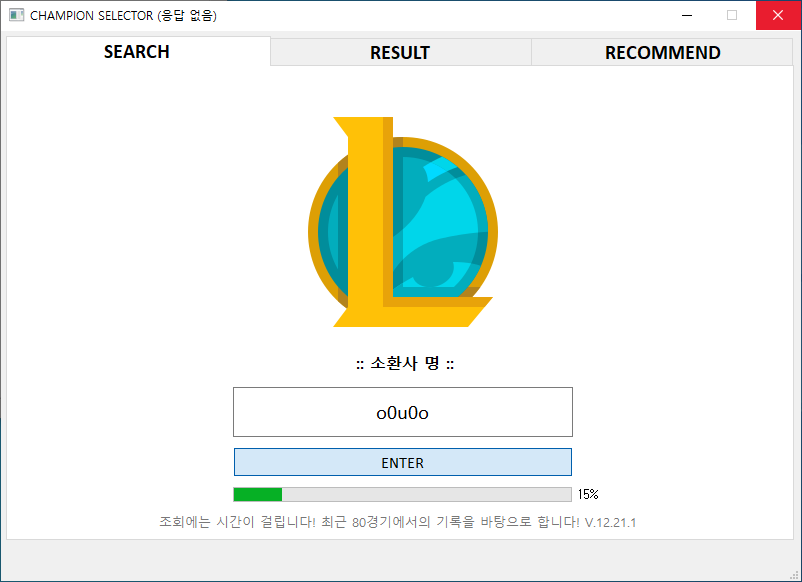 CHAMPION SELECTOR (응답 없음)
SEARCH RESULT RECOMMEND
:: 소환사 명 ::
o0u0o
ENTER
15%
조회에는 시간이 걸립니다! 최근 80경기에서의 기록을 바탕으로 합니다! V.12.21.1